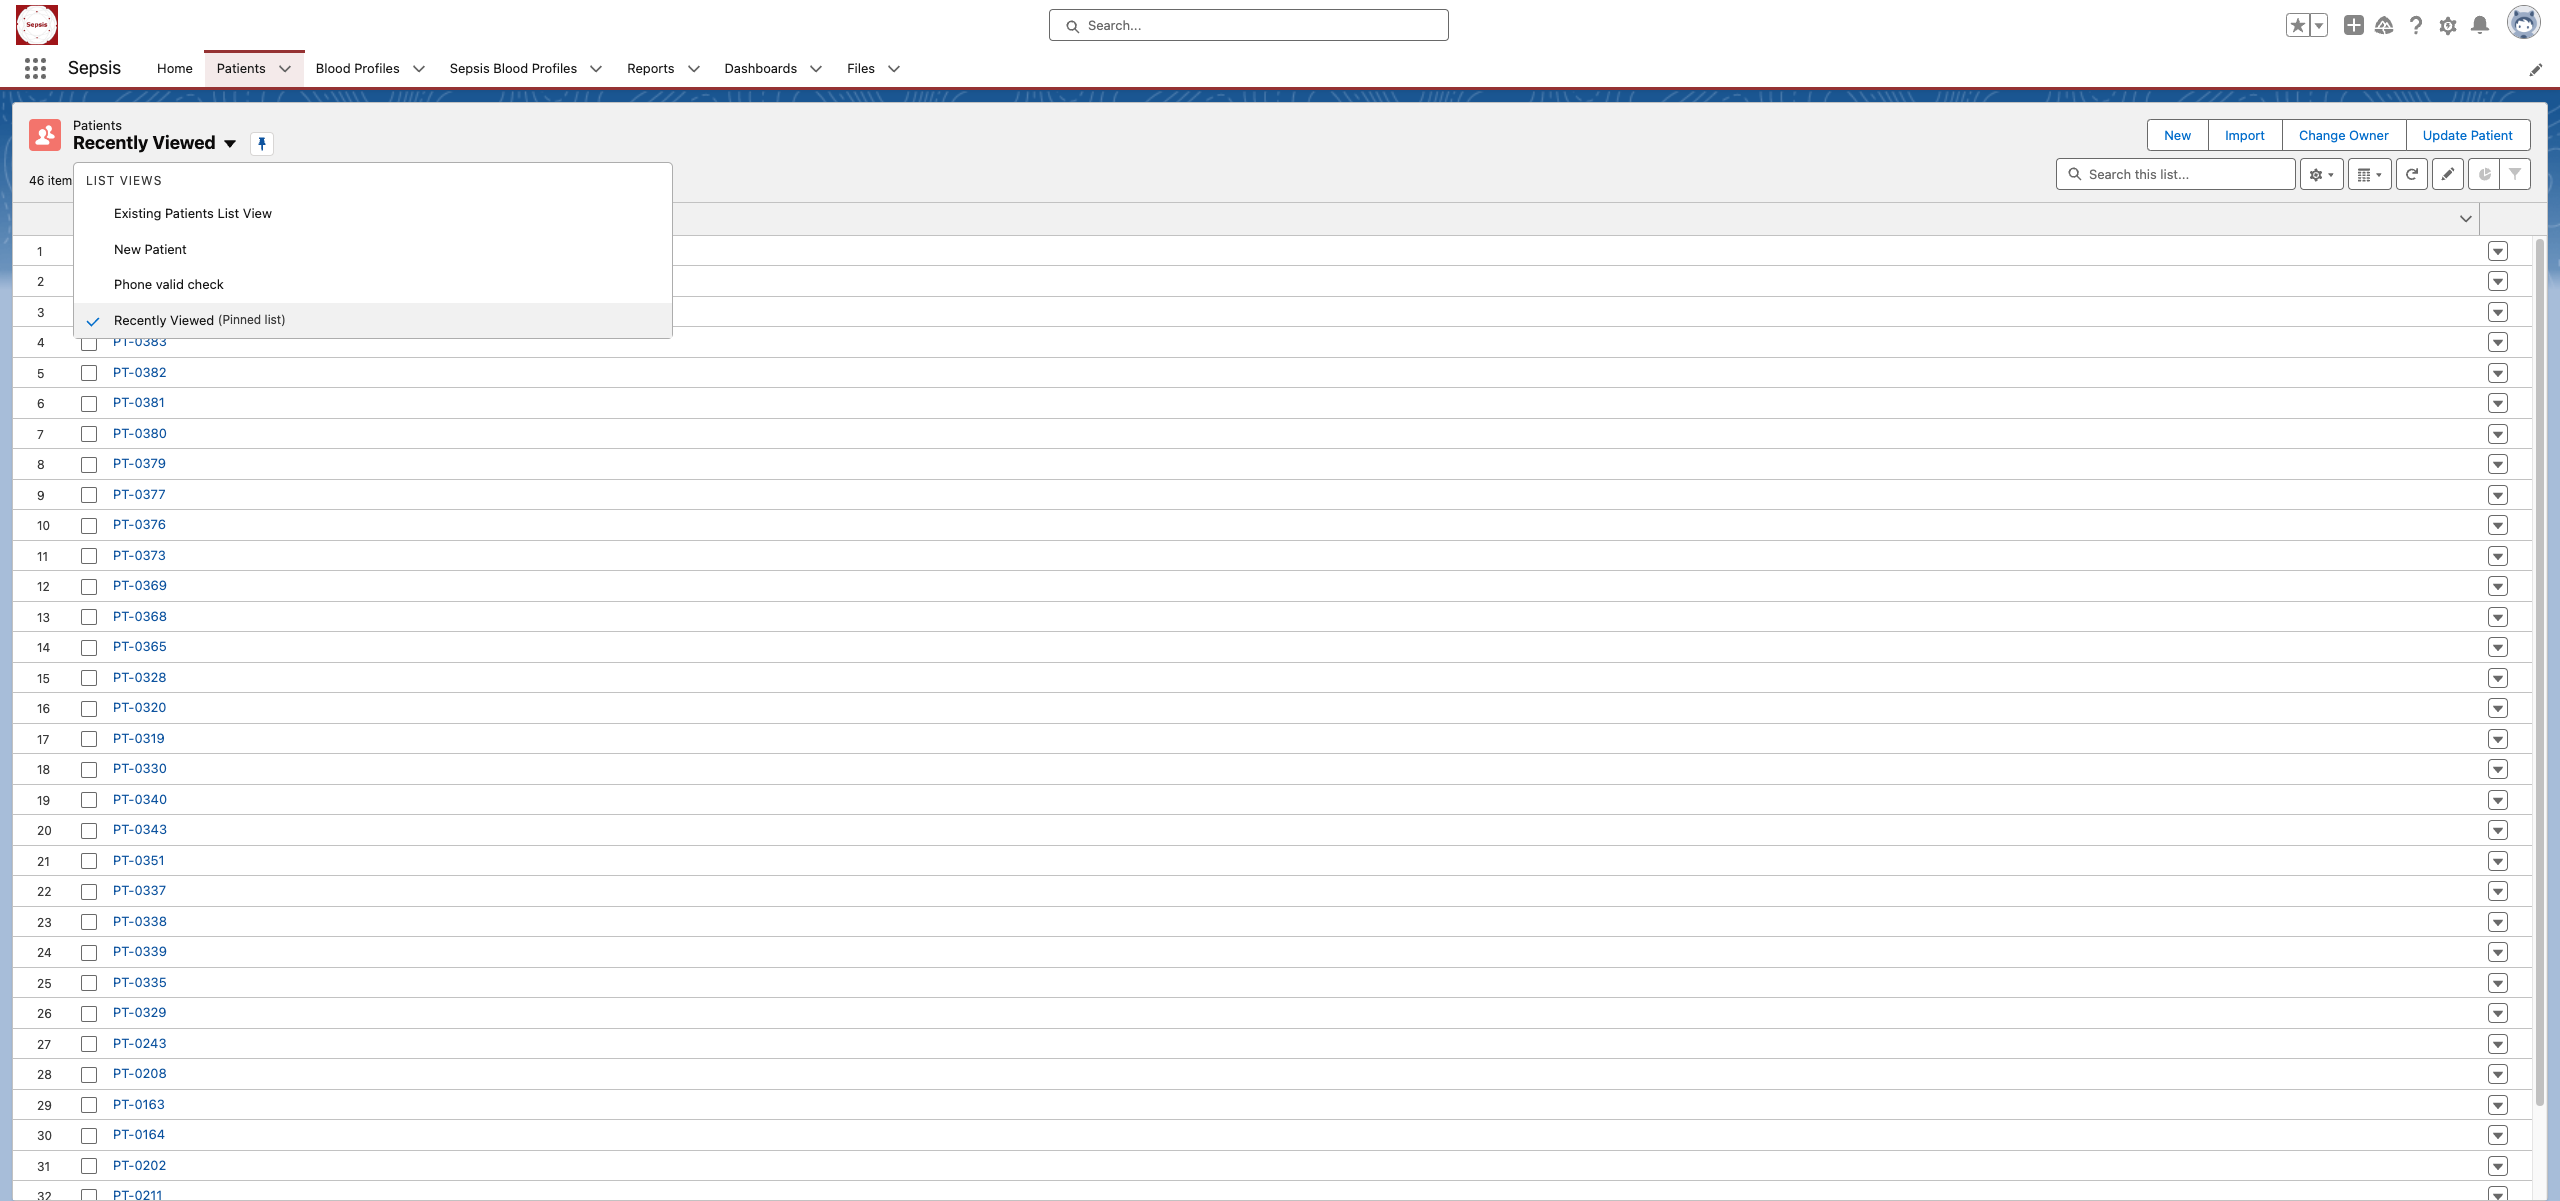 Sepsis
Search...
Sepsis
Home
Patients
Blood Profiles
Sepsis Blood Profiles
Reports
Dashboards
Files
Patients
Recently Viewed
New
Import
Change Owner
Update Patient
46 item
Search this list...
LIST VIEWS
Existing Patients List View
New Patient
Phone valid check
Recently Viewed (Pinned list)
1
2
3
4 PT-0383
5 PT-0382
6 PT-0381
7 PT-0380
8 PT-0379
9 PT-0377
10 PT-0376
11 PT-0373
12 PT-0369
13 PT-0368
14 PT-0365
15 PT-0328
16 PT-0320
17 PT-0319
18 PT-0330
19 PT-0340
20 PT-0343
21 PT-0351
22 PT-0337
23 PT-0338
24 PT-0339
25 PT-0335
26 PT-0329
27 PT-0243
28 PT-0208
29 PT-0163
30 PT-0164
31 PT-0202
32 PT-0211